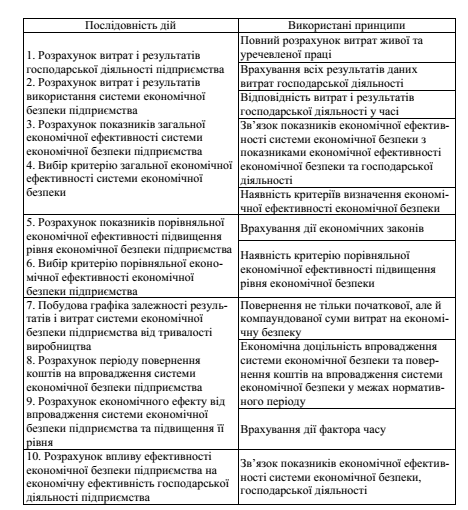 Послідовність дій
Використані принципи
1. Розрахунок витрат і результатів
господарської діяльності підприємства
2. Розрахунок витрат і результатів
використання системи економічної
безпеки підприємства
3. Розрахунок показників загальної
економічної ефективності системи
економічної безпеки підприємства
4. Вибір критерію загальної економічної
ефективності системи економічної
безпеки
Повний розрахунок витрат живої та
уречевленої праці
Врахування всіх результатів даних
витрат господарської діяльності
Відповідність витрат і результатів
господарської діяльності у часі
Зв’язок показників економічної ефектив-
ності системи економічної безпеки з
показниками економічної ефективності
економічної безпеки та господарської
діяльності
Наявність критеріїв визначення економі-
чної ефективності економічної безпеки
5. Розрахунок показників порівняльної
економічної ефективності підвищення
рівня економічної безпеки підприємства
6. Вибір критерію порівняльної еконо-
мічної ефективності економічної
безпеки підприємства
Врахування дії економічних законів
Наявність критерію порівняльної
економічної ефективності підвищення
рівня економічної безпеки
7. Побудова графіка залежності резуль-
татів і витрат системи економічної
безпеки підприємства від тривалості
виробництва
8. Розрахунок періоду повернення
коштів на впровадження системи
економічної безпеки підприємства
9. Розрахунок економічного ефекту від
впровадження системи економічної
безпеки підприємства та підвищення її
рівня
Повернення не тільки початкової, але й
компаундованої суми витрат на економі-
чну безпеку
Економічна доцільність впровадження
системи економічної безпеки та повер-
нення коштів на впровадження системи
економічної безпеки у межах норматив-
ного періоду
Врахування дії фактора часу
10. Розрахунок впливу ефективності
економічної безпеки підприємства на
економічну ефективність господарської
діяльності підприємства
Зв’язок показників економічної ефектив-
ності системи економічної безпеки,
господарської діяльності